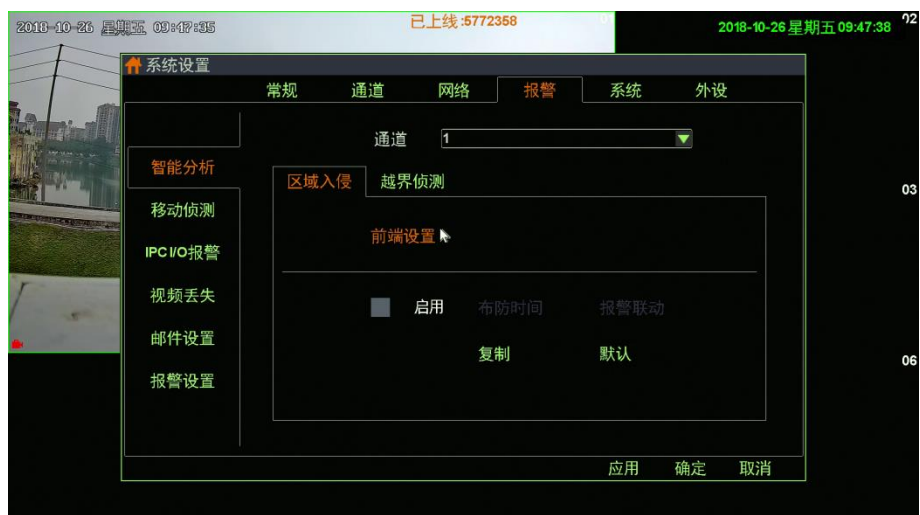 2018-10-26 星期五 09:47:35
已上线:5772358
01
2018-10-26 星期五 09:47:38
02
系统设置
常规 通道 网络 报警 系统 外设
通道 1
智能分析
区域入侵 越界侦测
03
移动侦测
前端设置
IPC I/O报警
视频丢失
启用 布防时间 报警联动
邮件设置
复制 默认
06
报警设置
应用 确定 取消